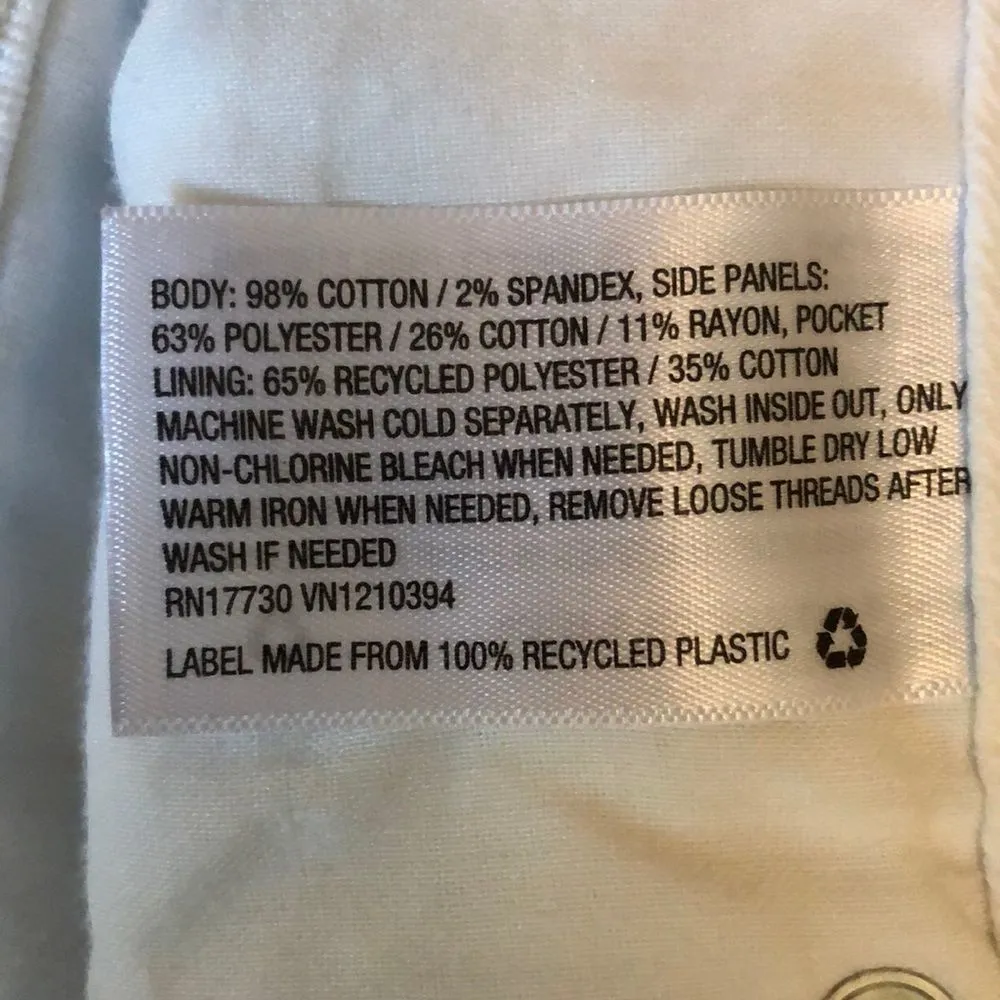 BODY: 98% COTTON / 2% SPANDEX, SIDE PANELS:
63% POLYESTER / 26% COTTON / 11% RAYON, POCKET
LINING: 65% RECYCLED POLYESTER / 35% COTTON
MACHINE WASH COLD SEPARATELY, WASH INSIDE OUT, ONLY
NON-CHLORINE BLEACH WHEN NEEDED, TUMBLE DRY LOW
WARM IRON WHEN NEEDED, REMOVE LOOSE THREADS AFTER
WASH IF NEEDED
RN17730 VN1210394
LABEL MADE FROM 100% RECYCLED PLASTIC